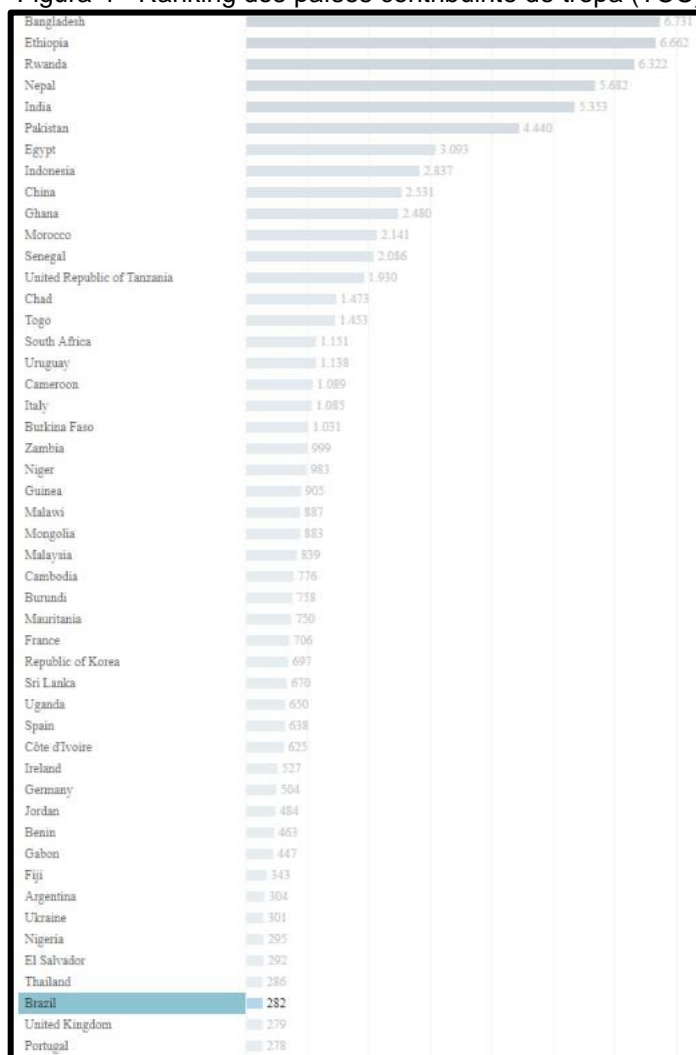 Figura 4 - Ranking dos países contribuinte de tropa (TCC)
Bangladesh 6.731
Ethiopia 6.662
Rwanda 6.322
Nepal 5.682
India 5.353
Pakistan 4.440
Egypt 3.093
Indonesia 2.837
China 2.531
Ghana 2.480
Morocco 2.141
Senegal 2.086
United Republic of Tanzania 1.930
Chad 1.473
Togo 1.453
South Africa 1.151
Uruguay 1.138
Cameroon 1.089
Italy 1.085
Burkina Faso 1.031
Zambia 999
Niger 983
Guinea 905
Malawi 887
Mongolia 883
Malaysia 839
Cambodia 776
Burundi 758
Mauritania 750
France 706
Republic of Korea 697
Sri Lanka 670
Uganda 650
Spain 638
Côte d'Ivoire 625
Ireland 527
Germany 504
Jordan 484
Benin 463
Gabon 447
Fiji 343
Argentina 304
Ukraine 301
Nigeria 295
El Salvador 292
Thailand 286
Brazil 282
United Kingdom 279
Portugal 278